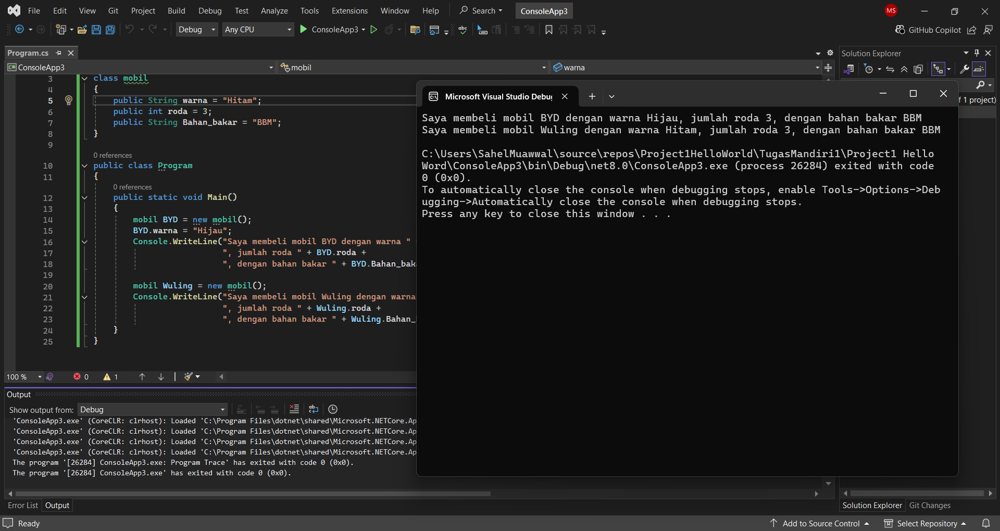 File Edit View Git Project Build Debug Test Analyze Tools Extensions Window Help Search ConsoleApp3 MS
Debug Any CPU ConsoleApp3 GitHub Copilot
Program.cs
ConsoleApp3 mobil warna
3 class mobil
4 {
5 public String warna = "Hitam";
6 public int roda = 3;
7 public String Bahan_bakar = "BBM";
8 }
9
0 references
10 public class Program
11 {
0 references
12 public static void Main()
13 {
14 mobil BYD = new mobil();
15 BYD.warna = "Hijau";
16 Console.WriteLine("Saya membeli mobil BYD dengan warna "
17 ", jumlah roda " + BYD.roda +
18 ", dengan bahan bakar " + BYD.Bahan_bak
19
20 mobil Wuling = new mobil();
21 Console.WriteLine("Saya membeli mobil Wuling dengan warna
22 ", jumlah roda " + Wuling.roda +
23 ", dengan bahan bakar " + Wuling.Bahan_
24 }
25 }
100 % 0 1
Output
Show output from: Debug
'ConsoleApp3.exe' (CoreCLR: clrhost): Loaded 'C:\Program Files\dotnet\shared\Microsoft.NETCore.Ap
'ConsoleApp3.exe' (CoreCLR: clrhost): Loaded 'C:\Program Files\dotnet\shared\Microsoft.NETCore.Ap
'ConsoleApp3.exe' (CoreCLR: clrhost): Loaded 'C:\Program Files\dotnet\shared\Microsoft.NETCore.Ap
'ConsoleApp3.exe' (CoreCLR: clrhost): Loaded 'C:\Program Files\dotnet\shared\Microsoft.NETCore.Ap
The program '[26284] ConsoleApp3.exe: Program Trace' has exited with code 0 (0x0).
The program '[26284] ConsoleApp3.exe' has exited with code 0 (0x0).
Error List Output
Microsoft Visual Studio Debug
Saya membeli mobil BYD dengan warna Hijau, jumlah roda 3, dengan bahan bakar BBM
Saya membeli mobil Wuling dengan warna Hitam, jumlah roda 3, dengan bahan bakar BBM
C:\Users\SahelMuawwal\source\repos\Project1HelloWorld\TugasMandiri1\Project1 Hello
Word\ConsoleApp3\bin\Debug\net8.0\ConsoleApp3.exe (process 26284) exited with code
0 (0x0).
To automatically close the console when debugging stops, enable Tools->Options->Deb
ugging->Automatically close the console when debugging stops.
Press any key to close this window . . .
Solution Explorer
f 1 project)
Solution Explorer Git Changes
Ready Add to Source Control Select Repository